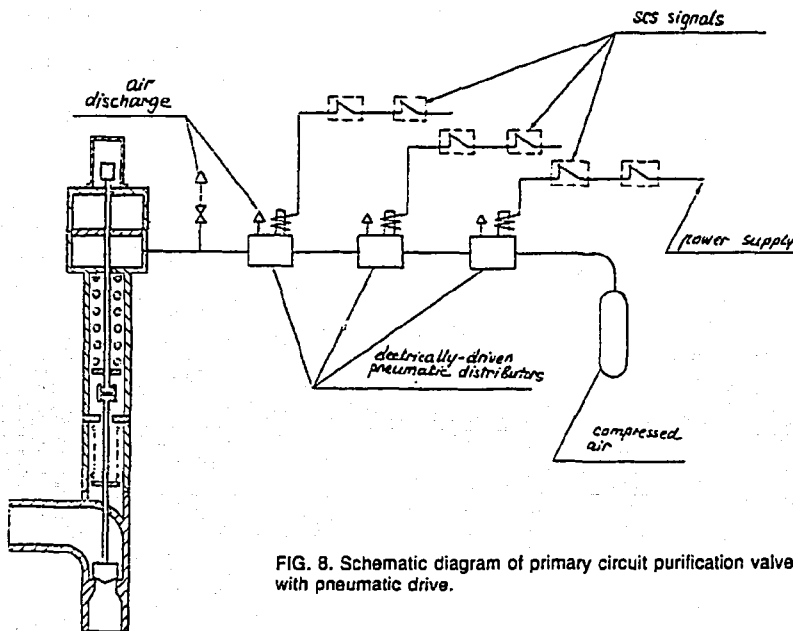 scs signals
air
discharge
power supply
electrically-driven
pneumatic distributors
compressed
air
FIG. 8. Schematic diagram of primary circuit purification valve
with pneumatic drive.